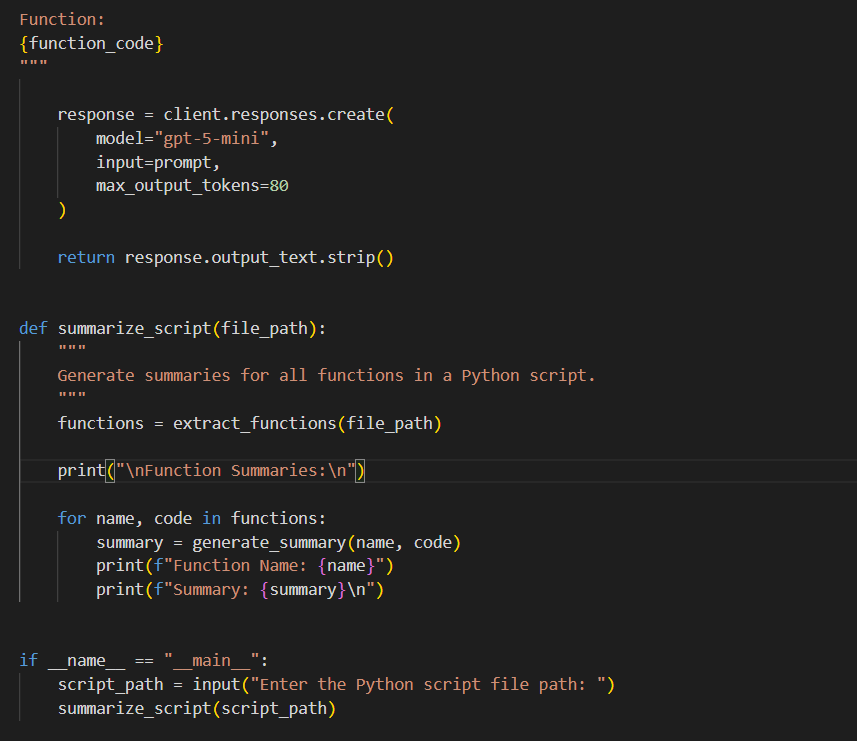 Function:
{function_code}
"""
    response = client.responses.create(
        model="gpt-5-mini",
        input=prompt,
        max_output_tokens=80
    )
    return response.output_text.strip()
def summarize_script(file_path):
    """
    Generate summaries for all functions in a Python script.
    """
    functions = extract_functions(file_path)
    print("\nFunction Summaries:\n")
    for name, code in functions:
        summary = generate_summary(name, code)
        print(f"Function Name: {name}")
        print(f"Summary: {summary}\n")
if __name__ == "__main__":
    script_path = input("Enter the Python script file path: ")
    summarize_script(script_path)